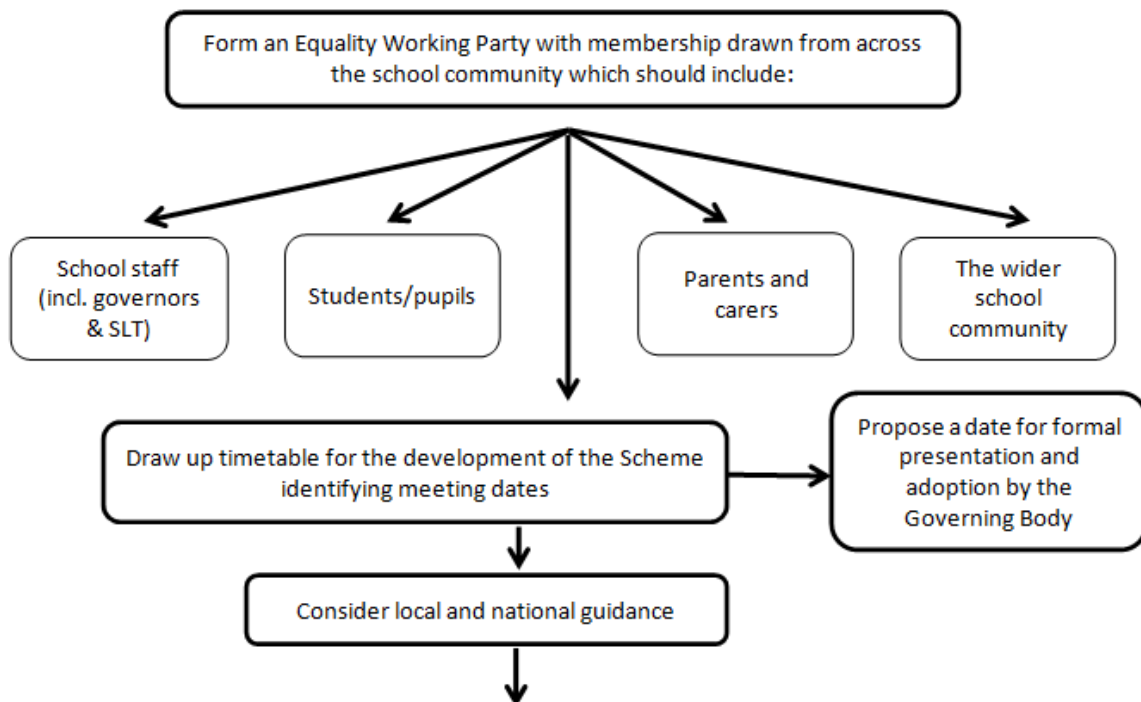 Form an Equality Working Party with membership drawn from across
the school community which should include:
School staff
(incl. governors
& SLT)
Students/pupils
Parents and
carers
The wider
school
community
Draw up timetable for the development of the Scheme
identifying meeting dates
Propose a date for formal
presentation and
adoption by the
Governing Body
Consider local and national guidance